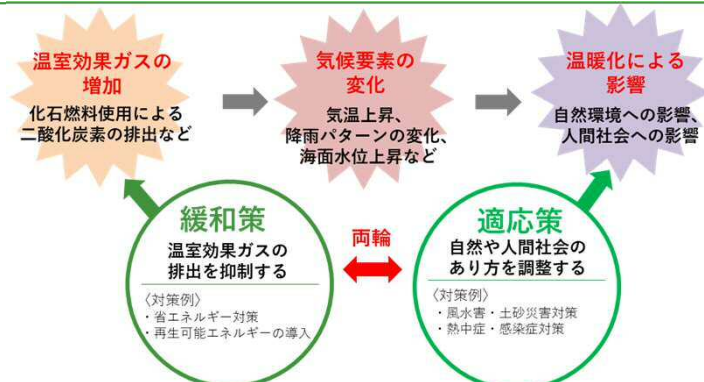 温室効果ガスの
増加
化石燃料使用による
二酸化炭素の排出など
気候要素の
変化
気温上昇、
降雨パターンの変化、
海面水位上昇など
温暖化による
影響
自然環境への影響、
人間社会への影響
緩和策
温室効果ガスの
排出を抑制する
〈対策例〉
・省エネルギー対策
・再生可能エネルギーの導入
両輪
適応策
自然や人間社会の
あり方を調整する
〈対策例〉
・風水害・土砂災害対策
・熱中症・感染症対策